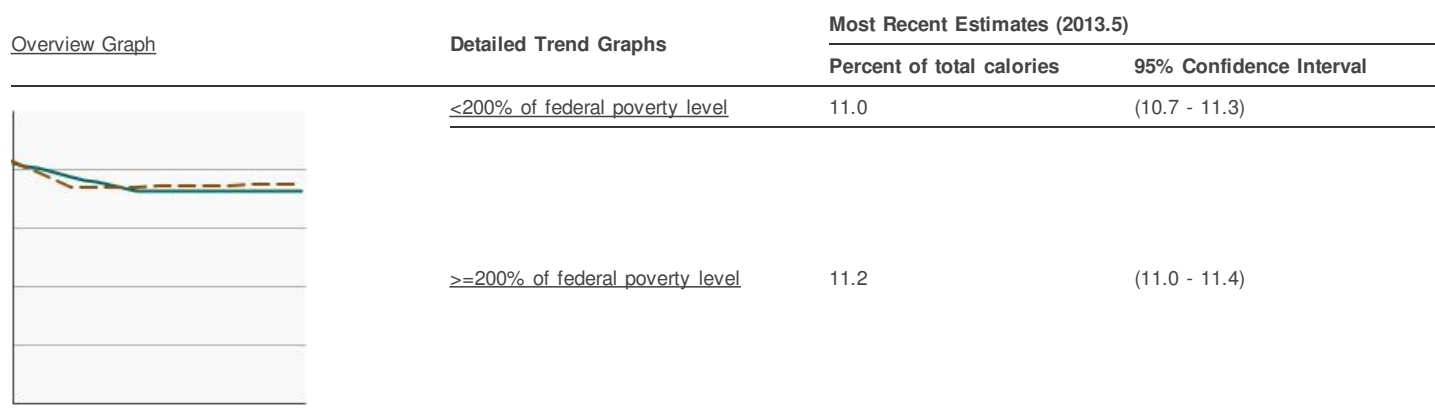 Overview Graph
Detailed Trend Graphs
Most Recent Estimates (2013.5)
Percent of total calories
95% Confidence Interval
<200% of federal poverty level
11.0
(10.7 - 11.3)
>=200% of federal poverty level
11.2
(11.0 - 11.4)